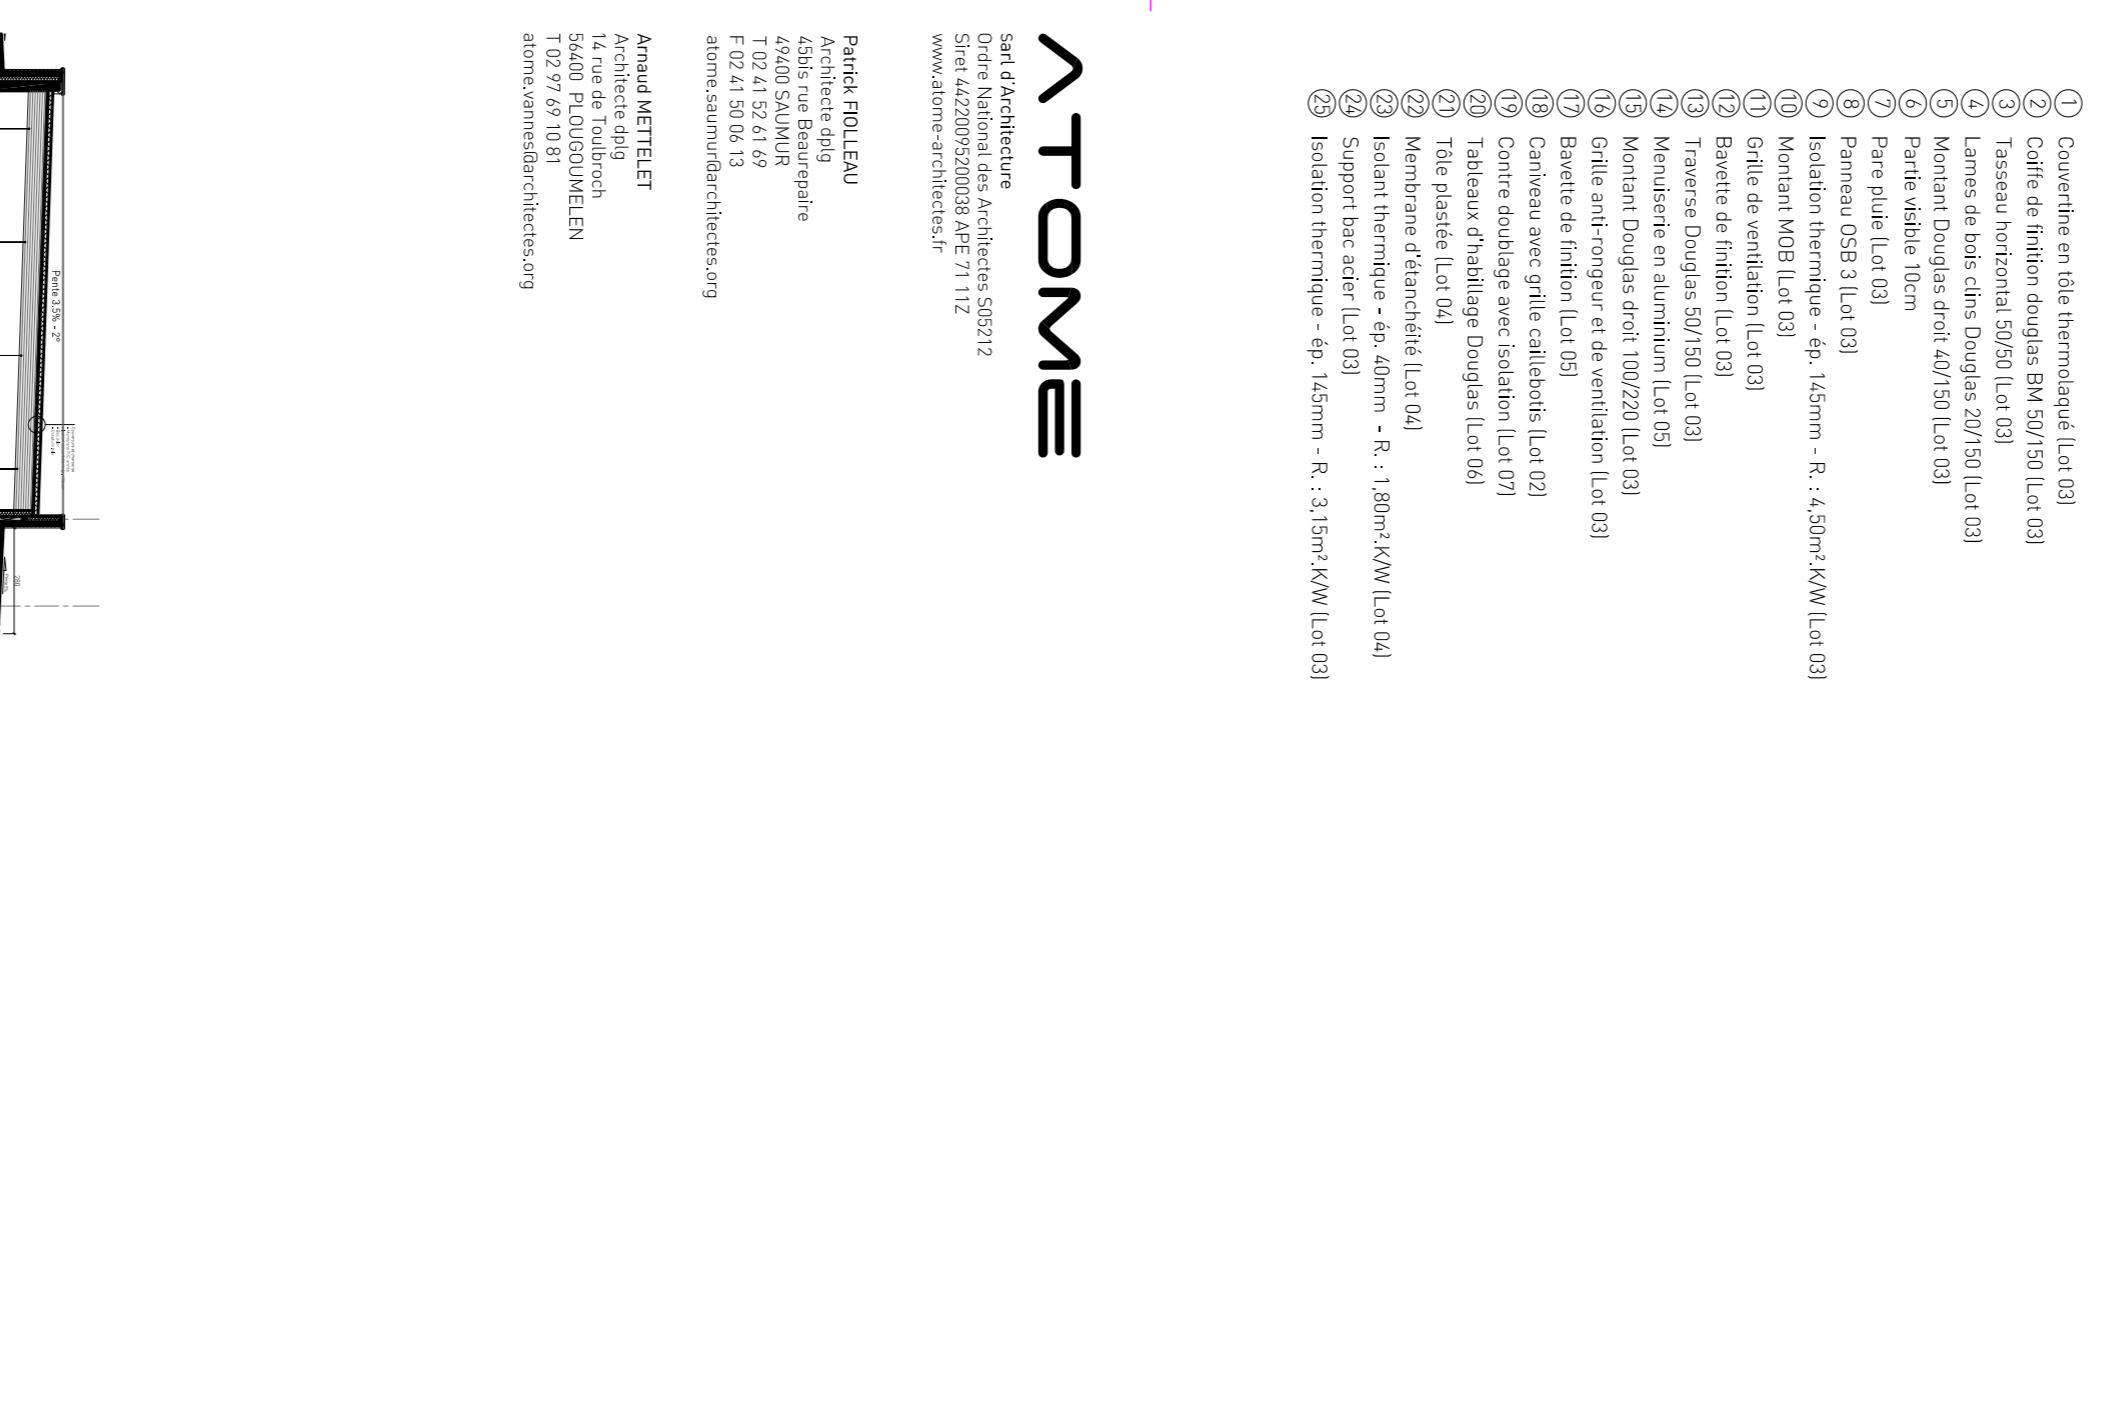 ① Couvertine en tôle thermolaqué (Lot 03)
② Coiffe de finition douglas BM 50/150 (Lot 03)
③ Tasseau horizontal 50/50 (Lot 03)
④ Lames de bois clins Douglas 20/150 (Lot 03)
⑤ Montant Douglas droit 40/150 (Lot 03)
⑥ Partie visible 10cm
⑦ Pare pluie (Lot 03)
⑧ Panneau OSB 3 (Lot 03)
⑨ Isolation thermique - ép. 145mm - R. : 4,50m².K/W (Lot 03)
⑩ Montant MOB (Lot 03)
⑪ Grille de ventilation (Lot 03)
⑫ Bavette de finition (Lot 03)
⑬ Traverse Douglas 50/150 (Lot 03)
⑭ Menuiserie en aluminium (Lot 05)
⑮ Montant Douglas droit 100/220 (Lot 03)
⑯ Grille anti-rongeur et de ventilation (Lot 03)
⑰ Bavette de finition (Lot 05)
⑱ Caniveau avec grille caillebotis (Lot 02)
⑲ Contre doublage avec isolation (Lot 07)
⑳ Tableaux d'habillage Douglas (Lot 06)
㉑ Tôle plastée (Lot 04)
㉒ Membrane d'étanchéité (Lot 04)
㉓ Isolant thermique - ép. 40mm - R. : 1,80m².K/W (Lot 04)
㉔ Support bac acier (Lot 03)
㉕ Isolation thermique - ép. 145mm - R. : 3,15m².K/W (Lot 03)
ATOME
Sarl d'Architecture
Ordre National des Architectes S05212
Siret 44220095200038 APE 71 11Z
www.atome-architectes.fr
Patrick FIOLLEAU
Architecte dplg
45bis rue Beaurepaire
49400 SAUMUR
T 02 41 52 61 69
F 02 41 50 06 13
atome.saumur@architectes.org
Arnaud METTELET
Architecte dplg
14 rue de Toulbroch
56400 PLOUGOUMELEN
T 02 97 69 10 81
atome.vannes@architectes.org
Pente 3.5% - 2°
280